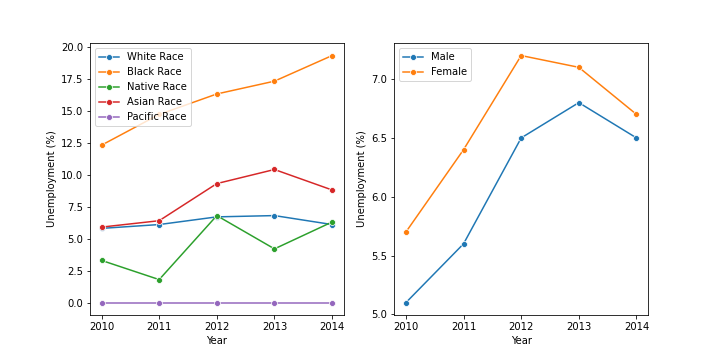 White Race
Black Race
Native Race
Asian Race
Pacific Race
20.0
17.5
15.0
12.5
10.0
7.5
5.0
2.5
0.0
Unemployment (%)
2010 2011 2012 2013 2014
Year
Male
Female
7.0
6.5
6.0
5.5
5.0
Unemployment (%)
2010 2011 2012 2013 2014
Year